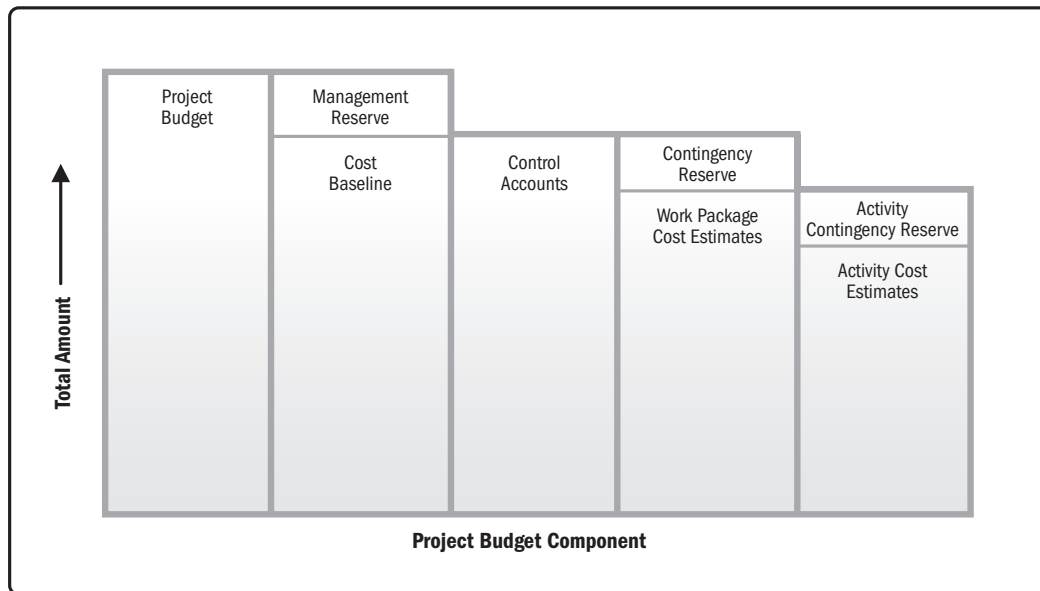 Project
Budget
Management
Reserve
Cost
Baseline
Control
Accounts
Contingency
Reserve
Work Package
Cost Estimates
Activity
Contingency Reserve
Activity Cost
Estimates
Total Amount
Project Budget Component